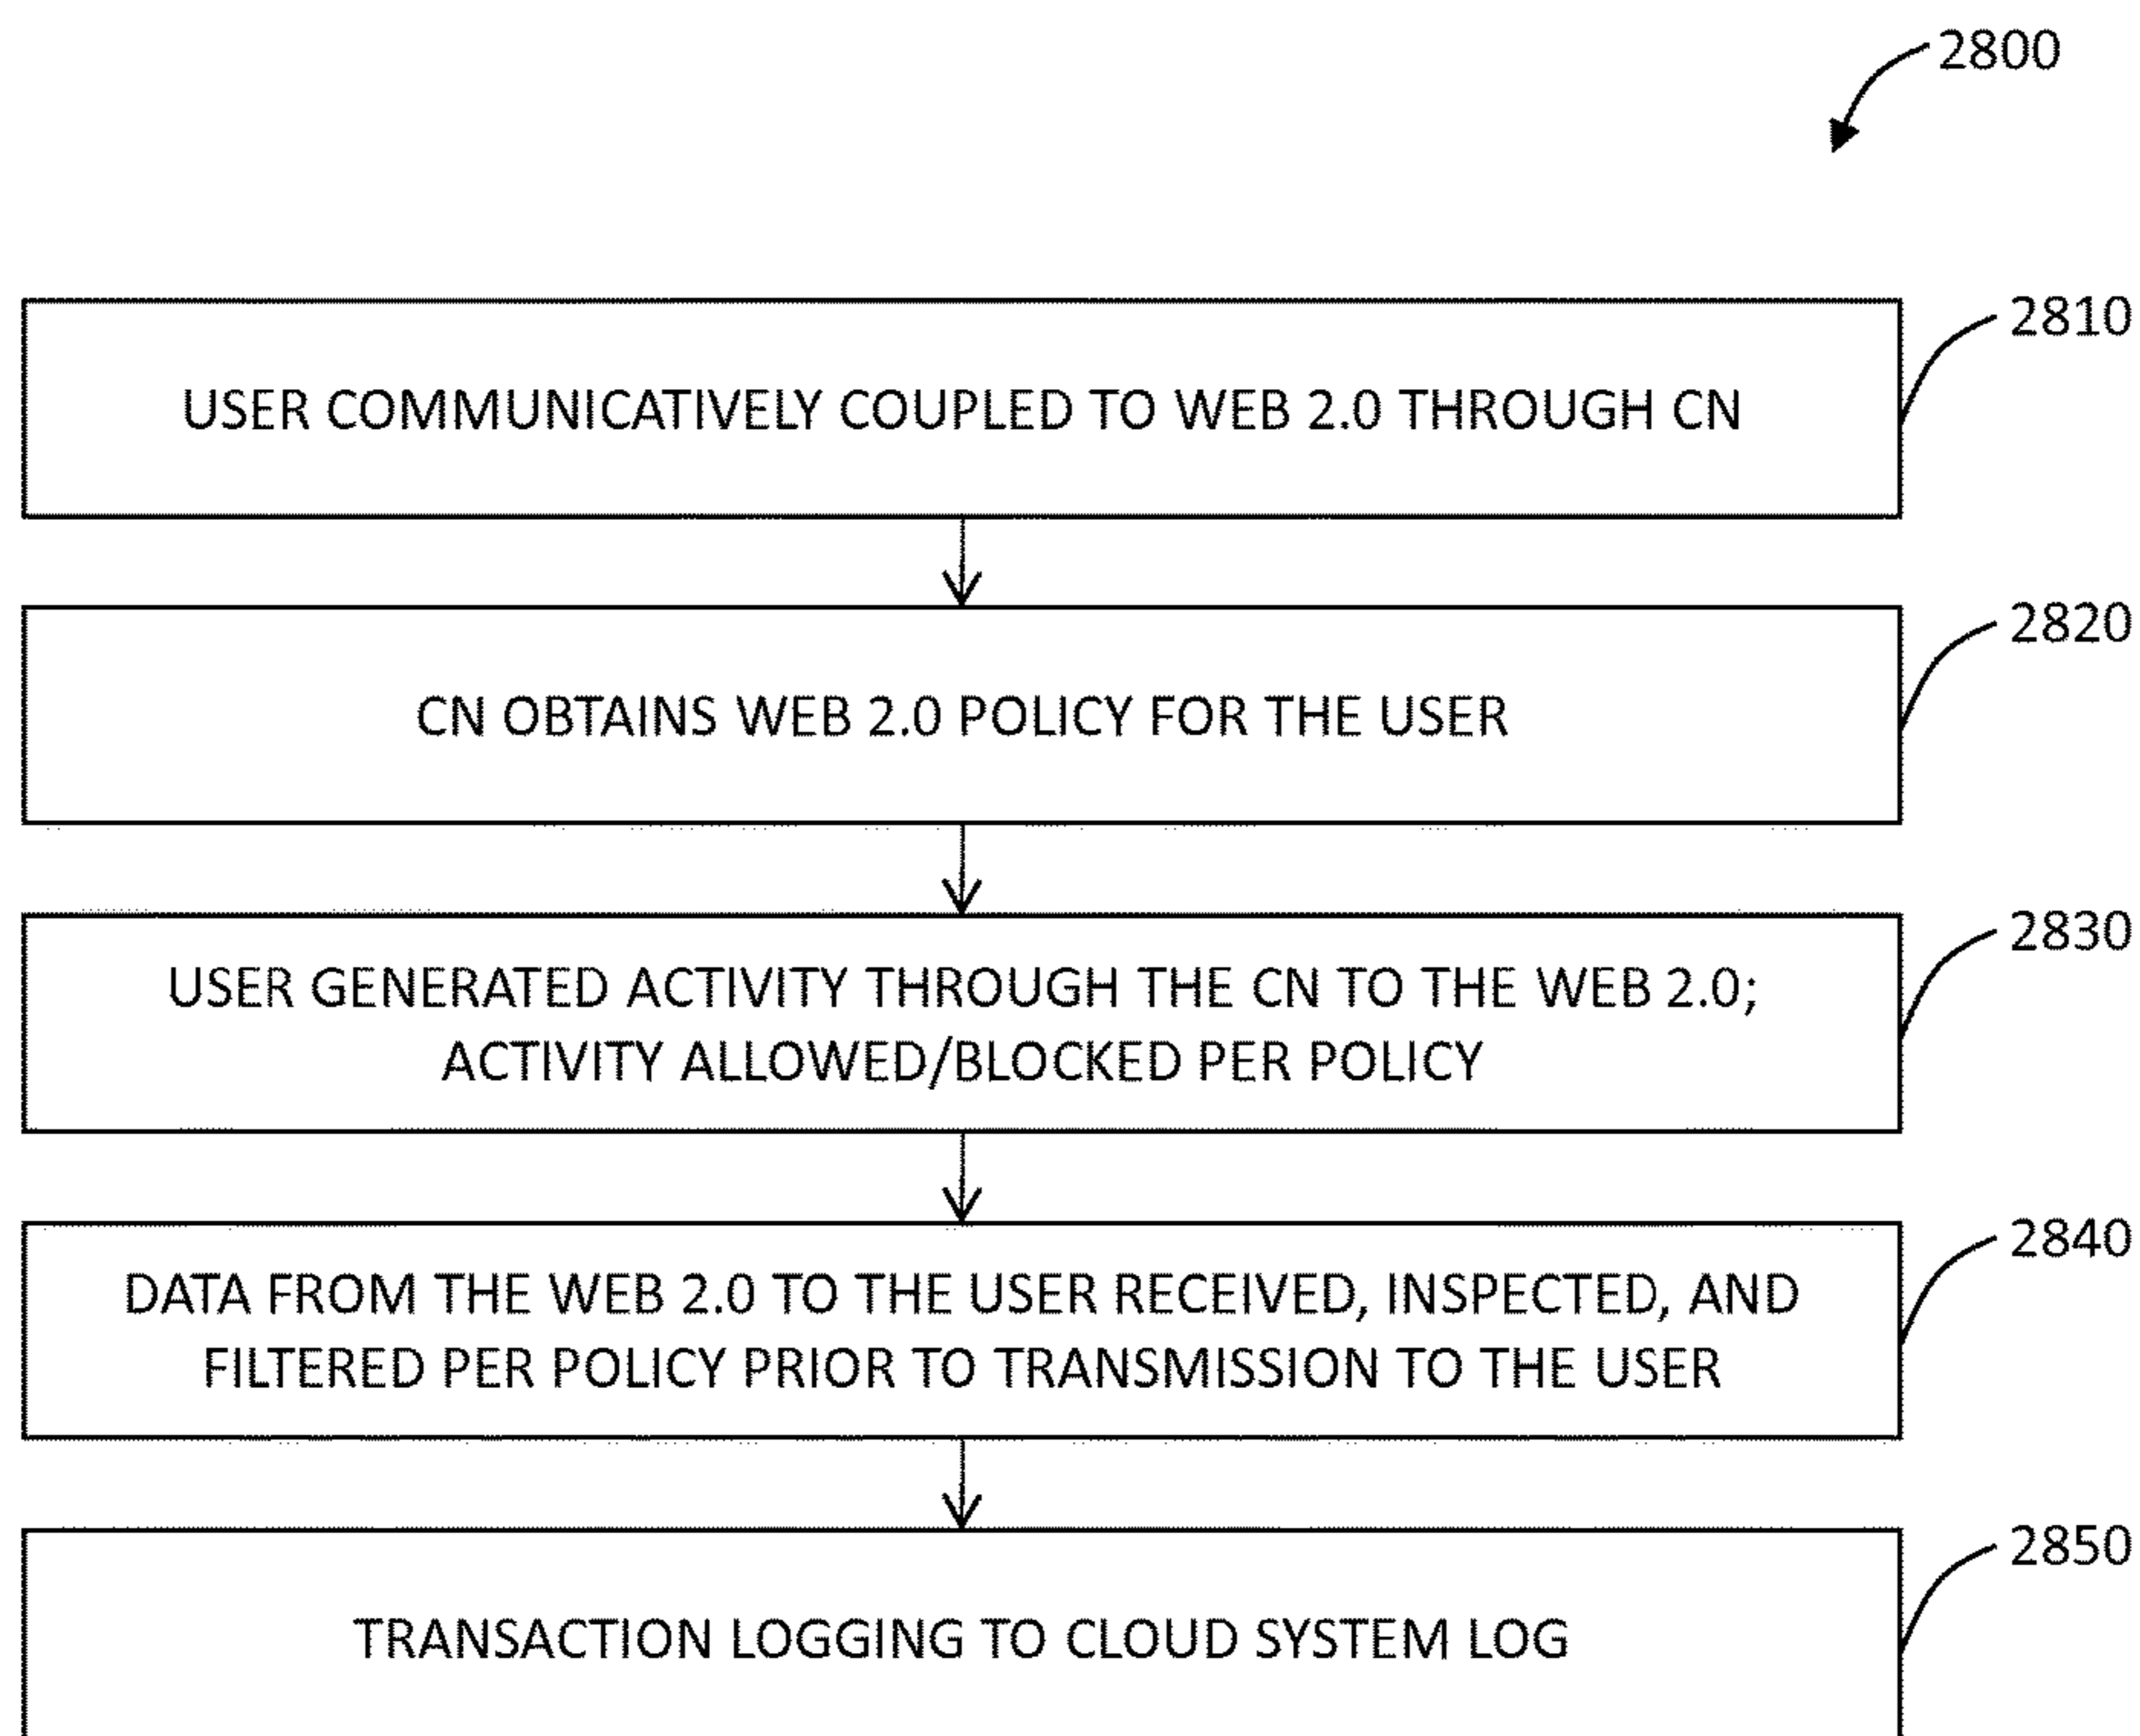 2800
2810
USER COMMUNICATIVELY COUPLED TO WEB 2.0 THROUGH CN
2820
CN OBTAINS WEB 2.0 POLICY FOR THE USER
2830
USER GENERATED ACTIVITY THROUGH THE CN TO THE WEB 2.0;
ACTIVITY ALLOWED/BLOCKED PER POLICY
2840
DATA FROM THE WEB 2.0 TO THE USER RECEIVED, INSPECTED, AND
FILTERED PER POLICY PRIOR TO TRANSMISSION TO THE USER
2850
TRANSACTION LOGGING TO CLOUD SYSTEM LOG